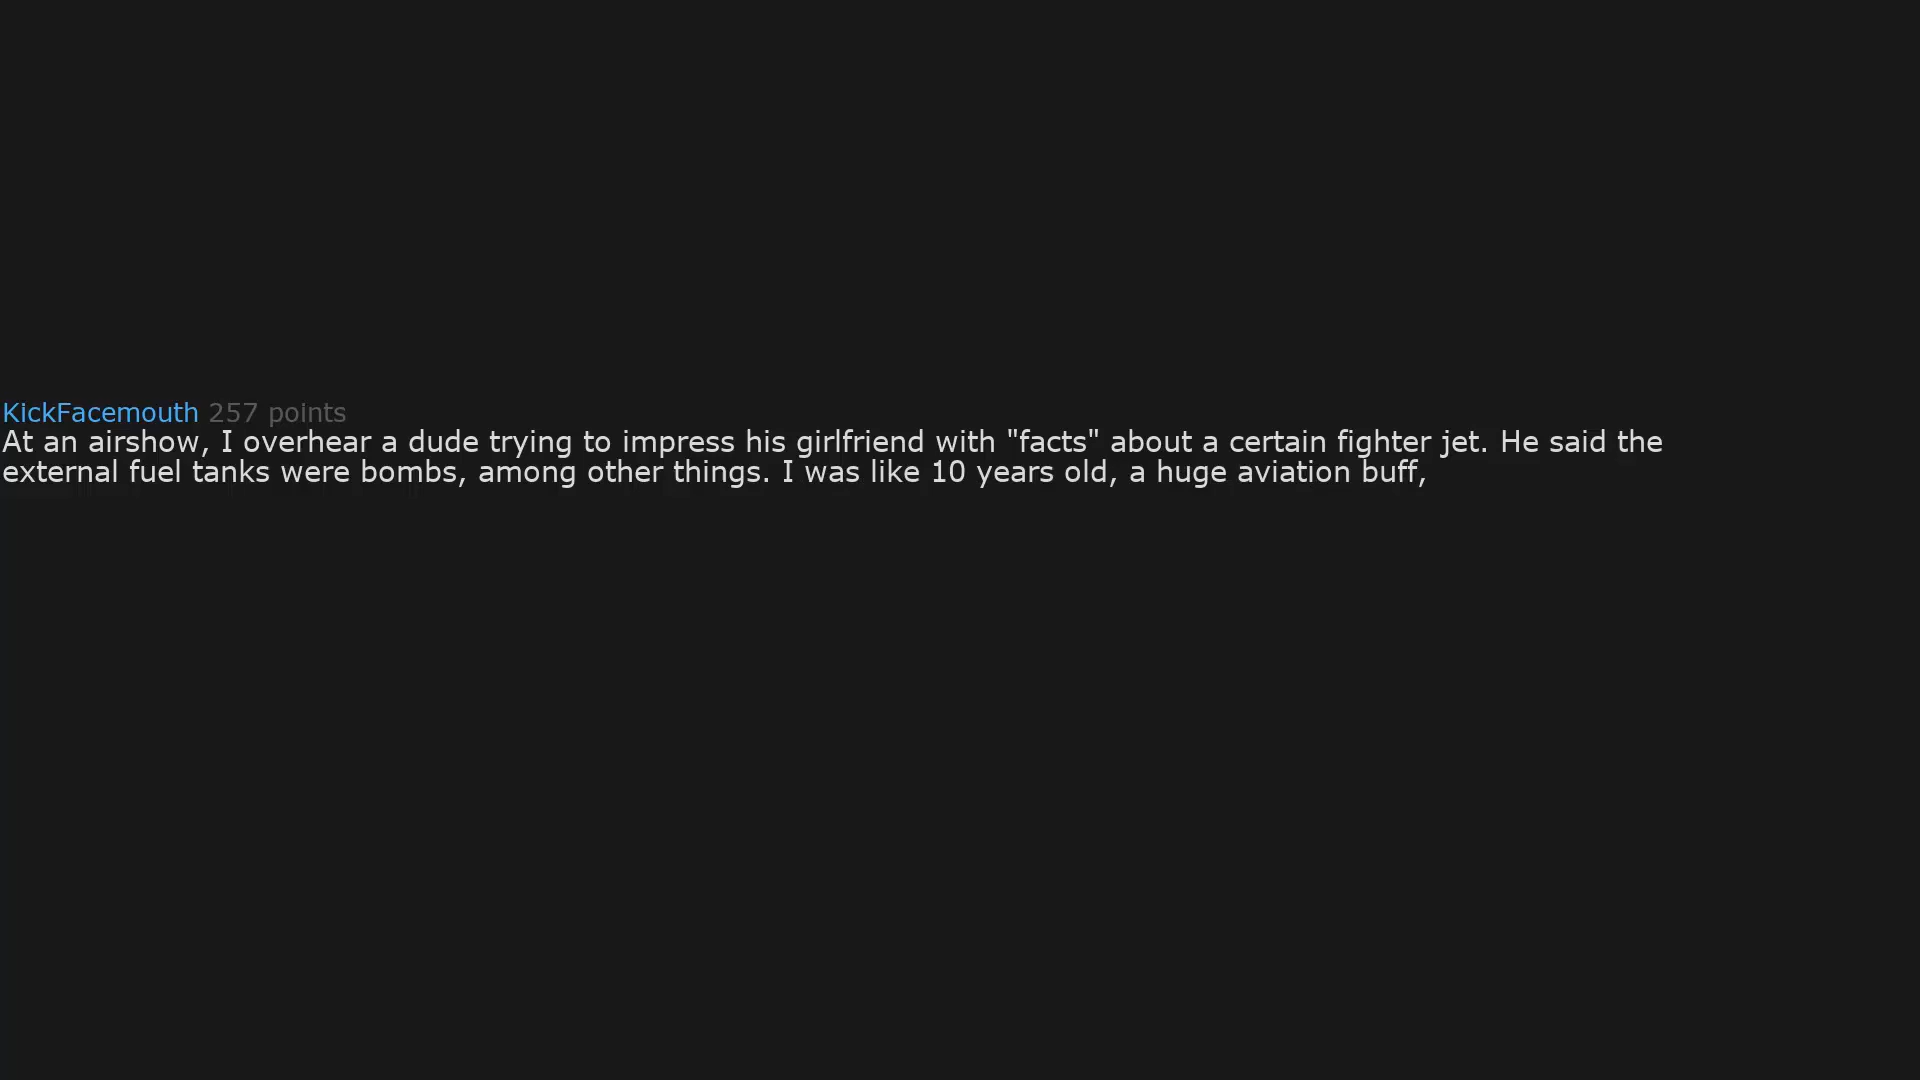 KickFacemouth 257 points
At an airshow, I overhear a dude trying to impress his girlfriend with "facts" about a certain fighter jet. He said the
external fuel tanks were bombs, among other things. I was like 10 years old, a huge aviation buff,